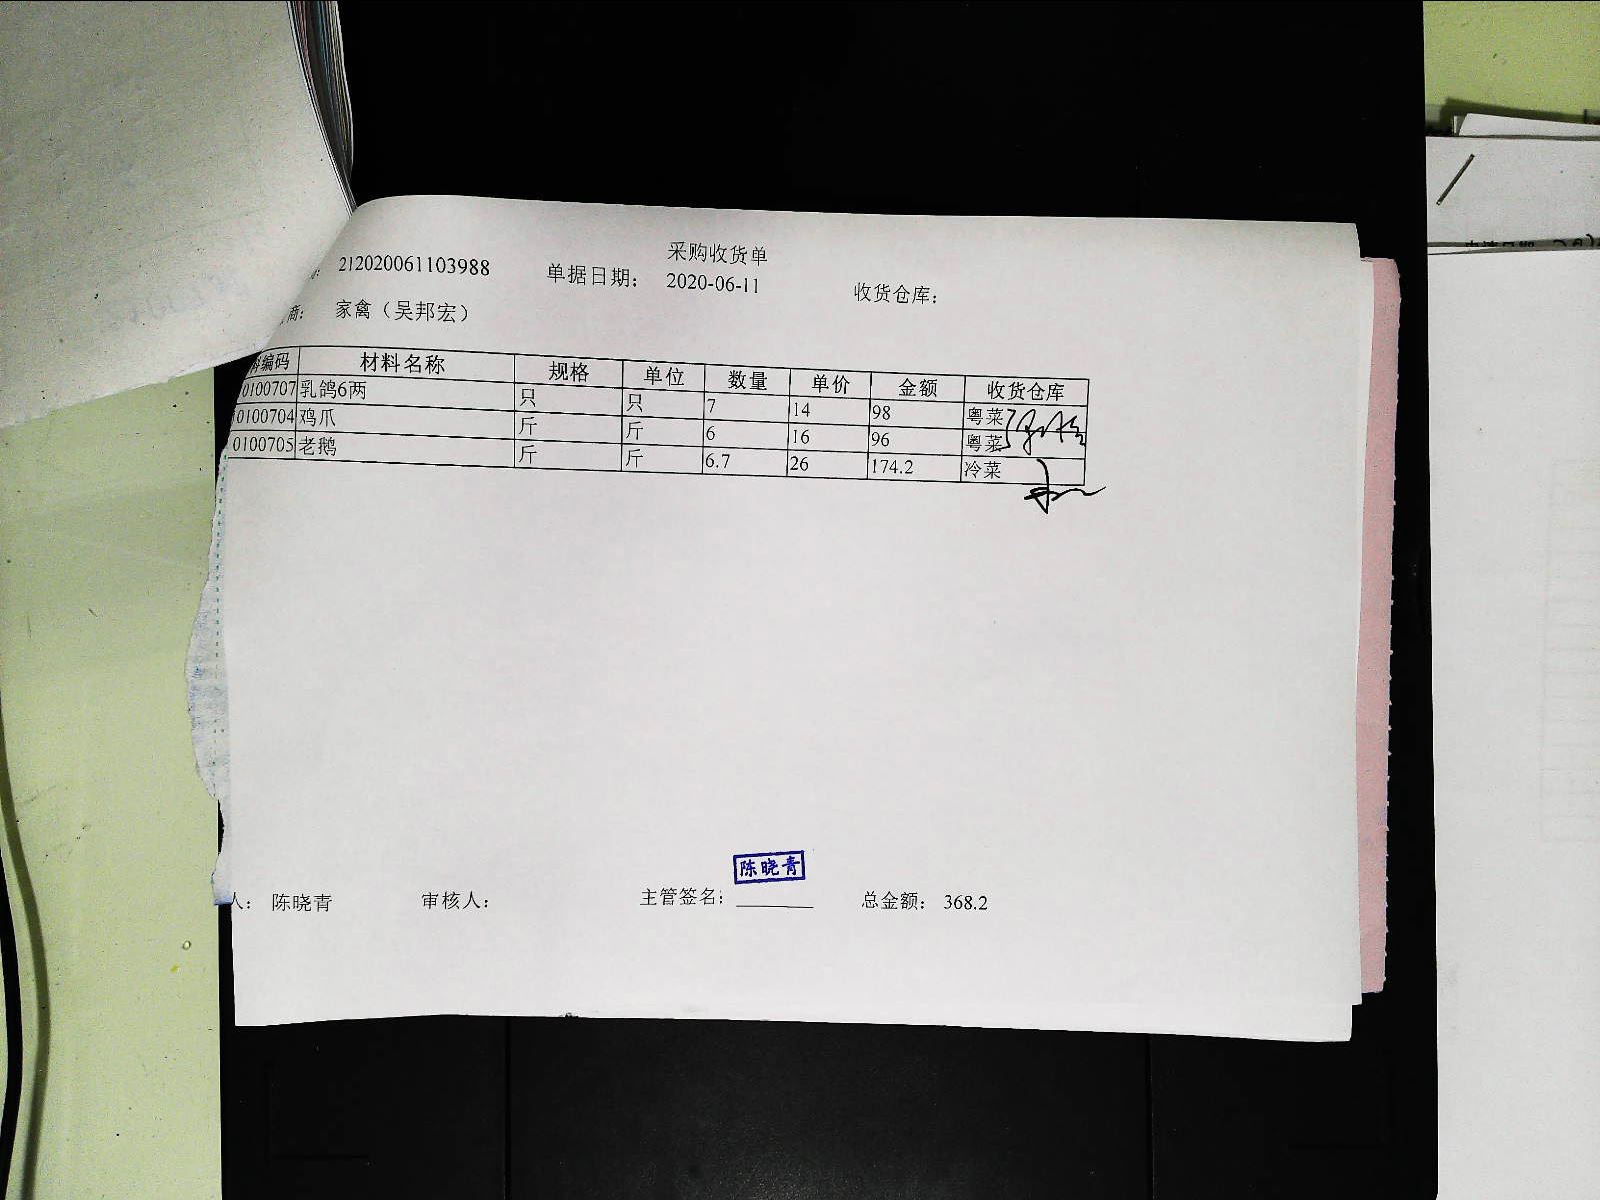 采购收货单
212020061103988 单据日期： 2020-06-11 收货仓库：
商： 家禽（吴邦宏）
编码 材料名称 规格 单位 数量 单价 金额 收货仓库
0100707 乳鸽6两 只 只 7 14 98 粤菜
0100704 鸡爪 斤 斤 6 16 96 粤菜
0100705 老鹅 斤 斤 6.7 26 174.2 冷菜
陈晓青
人： 陈晓青 审核人： 主管签名： 总金额： 368.2